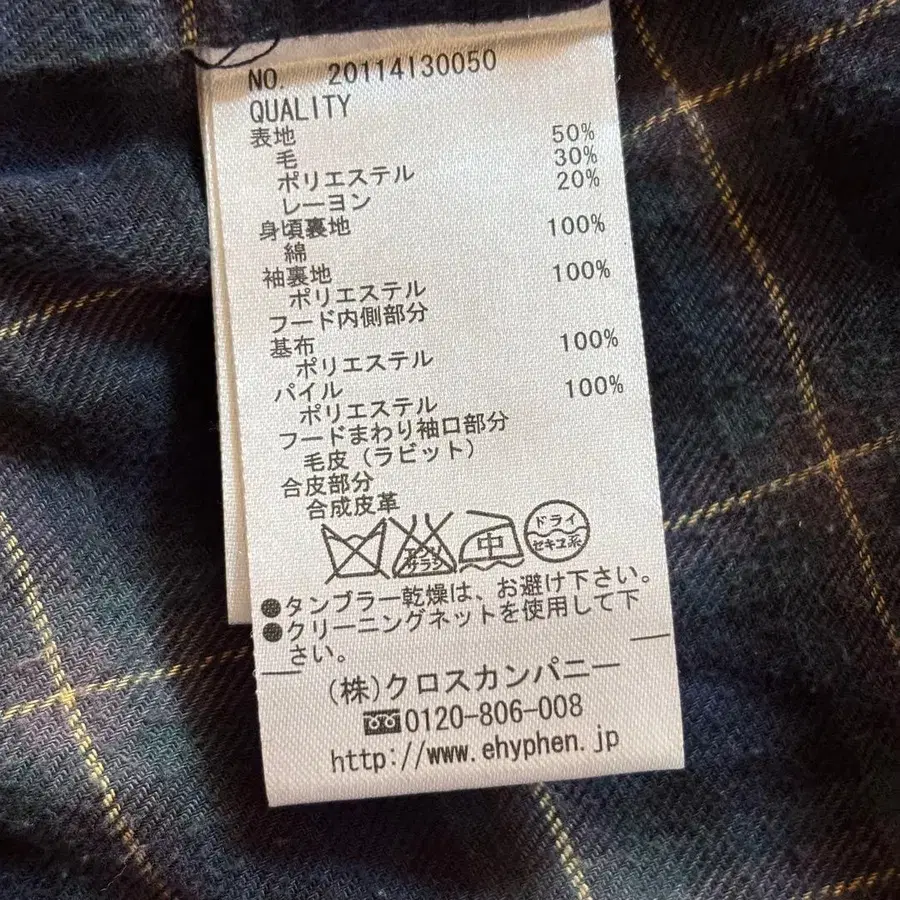 NO. 20114130050
QUALITY
表地
毛 50%
ポリエステル 30%
レーヨン 20%
身頃裏地
綿 100%
袖裏地
ポリエステル 100%
フード内側部分
基布
ポリエステル 100%
パイル
ポリエステル 100%
フードまわり袖口部分
毛皮(ラビット)
合皮部分
合成皮革
エンソ
サラシ
中
ドライ
セキユ系
●タンブラー乾燥は、お避け下さい。
●クリーニングネットを使用して下
さい。
(株)クロスカンパニー
0120-806-008
http://www.ehyphen.jp